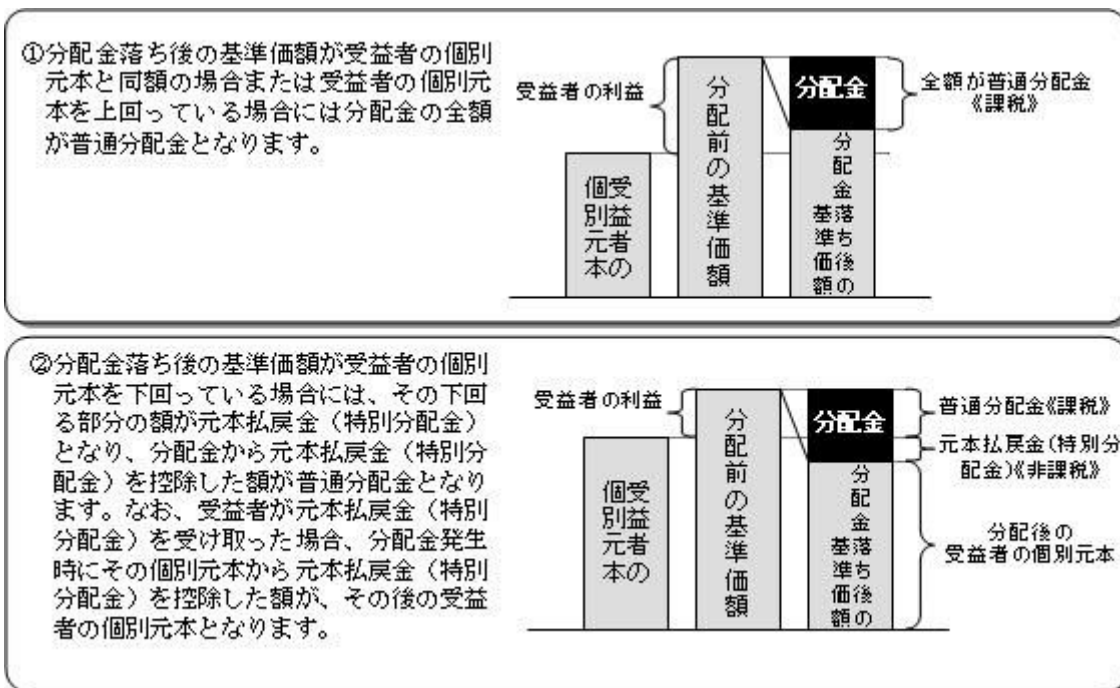 ①分配金落ち後の基準価額が受益者の個別
元本と同額の場合または受益者の個別元
本を上回っている場合には分配金の全額
が普通分配金となります。
受益者の利益
個別元本
受益者の
分配前の基準価額
分配金
基準価額
分配金落ち後の
全額が普通分配金
《課税》
②分配金落ち後の基準価額が受益者の個別
元本を下回っている場合には、その下回
る部分の額が元本払戻金（特別分配金）
となり、分配金から元本払戻金（特別分
配金）を控除した額が普通分配金となり
ます。なお、受益者が元本払戻金（特別
分配金）を受け取った場合、分配金発生
時にその個別元本から元本払戻金（特別
分配金）を控除した額が、その後の受益
者の個別元本となります。
受益者の利益
個別元本
受益者の
分配前の基準価額
分配金
基準価額
分配金落ち後の
普通分配金《課税》
元本払戻金(特別分
配金)《非課税》
分配後の
受益者の個別元本